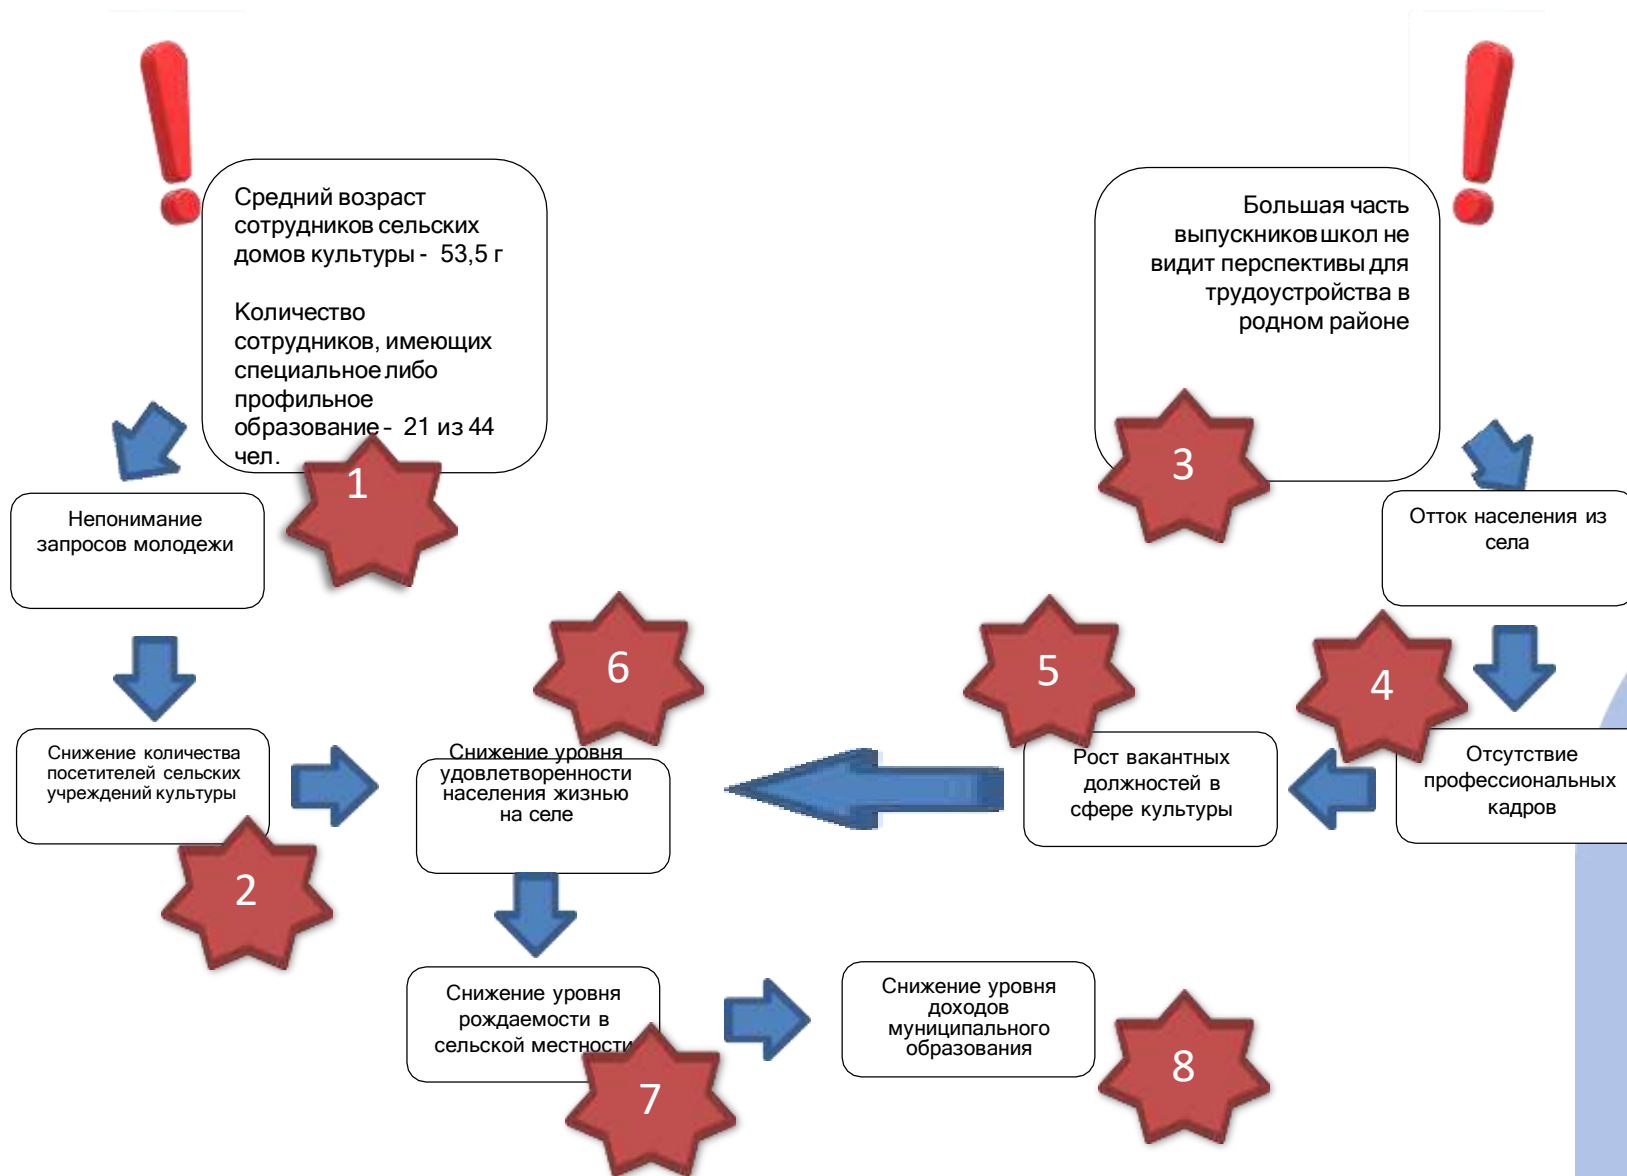 Средний возраст
сотрудников сельских
домов культуры - 53,5 г
Количество
сотрудников, имеющих
специальное либо
профильное
образование - 21 из 44
чел.
1
Большая часть
выпускников школ не
видит перспективы для
трудоустройства в
родном районе
3
Непонимание
запросов молодежи
Отток населения из
села
6
5
4
Снижение количества
посетителей сельских
учреждений культуры
2
Снижение уровня
удовлетворенности
населения жизнью
на селе
Рост вакантных
должностей в
сфере культуры
Отсутствие
профессиональных
кадров
Снижение уровня
рождаемости в
сельской местности
7
Снижение уровня
доходов
муниципального
образования
8